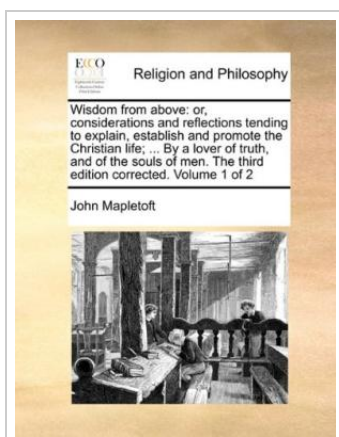 ECCO
Religion and Philosophy
Wisdom from above: or,
considerations and reflections tending
to explain, establish and promote the
Christian life; ... By a lover of truth,
and of the souls of men. The third
edition corrected. Volume 1 of 2
John Mapletoft